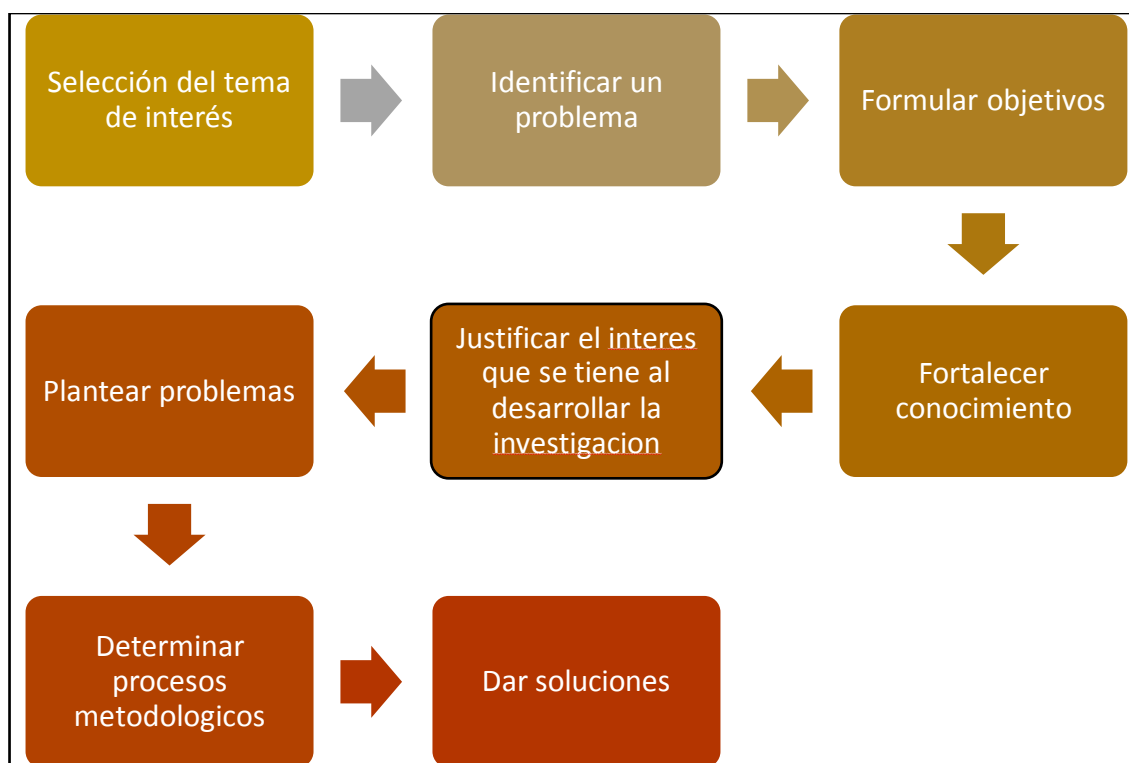 Selección del tema
de interés
Identificar un
problema
Formular objetivos
Fortalecer
conocimiento
Justificar el interes
que se tiene al
desarrollar la
investigacion
Plantear problemas
Determinar
procesos
metodologicos
Dar soluciones